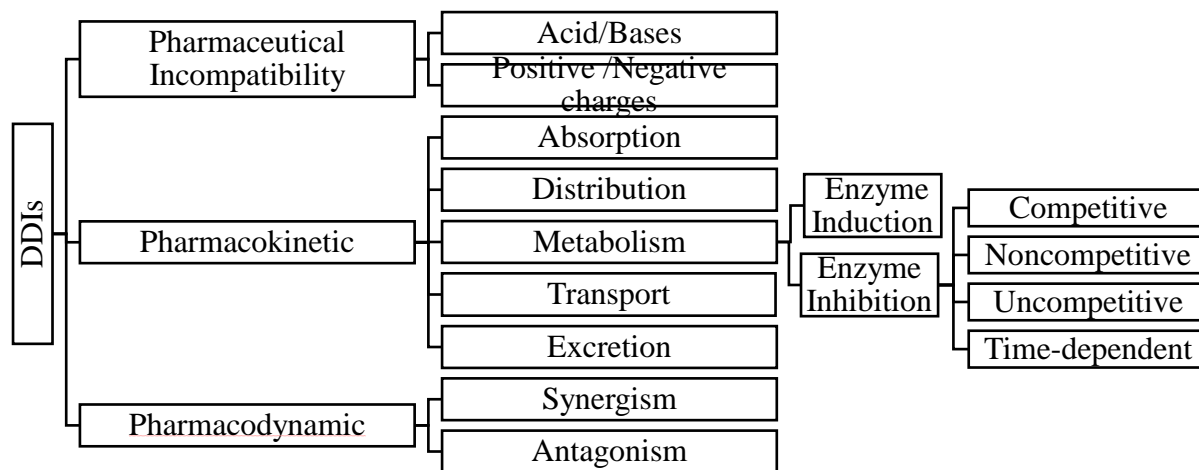 DDIs
Pharmaceutical
Incompatibility
Acid/Bases
Positive /Negative
charges
Pharmacokinetic
Absorption
Distribution
Metabolism
Enzyme
Induction
Enzyme
Inhibition
Competitive
Noncompetitive
Uncompetitive
Time-dependent
Transport
Excretion
Pharmacodynamic
Synergism
Antagonism